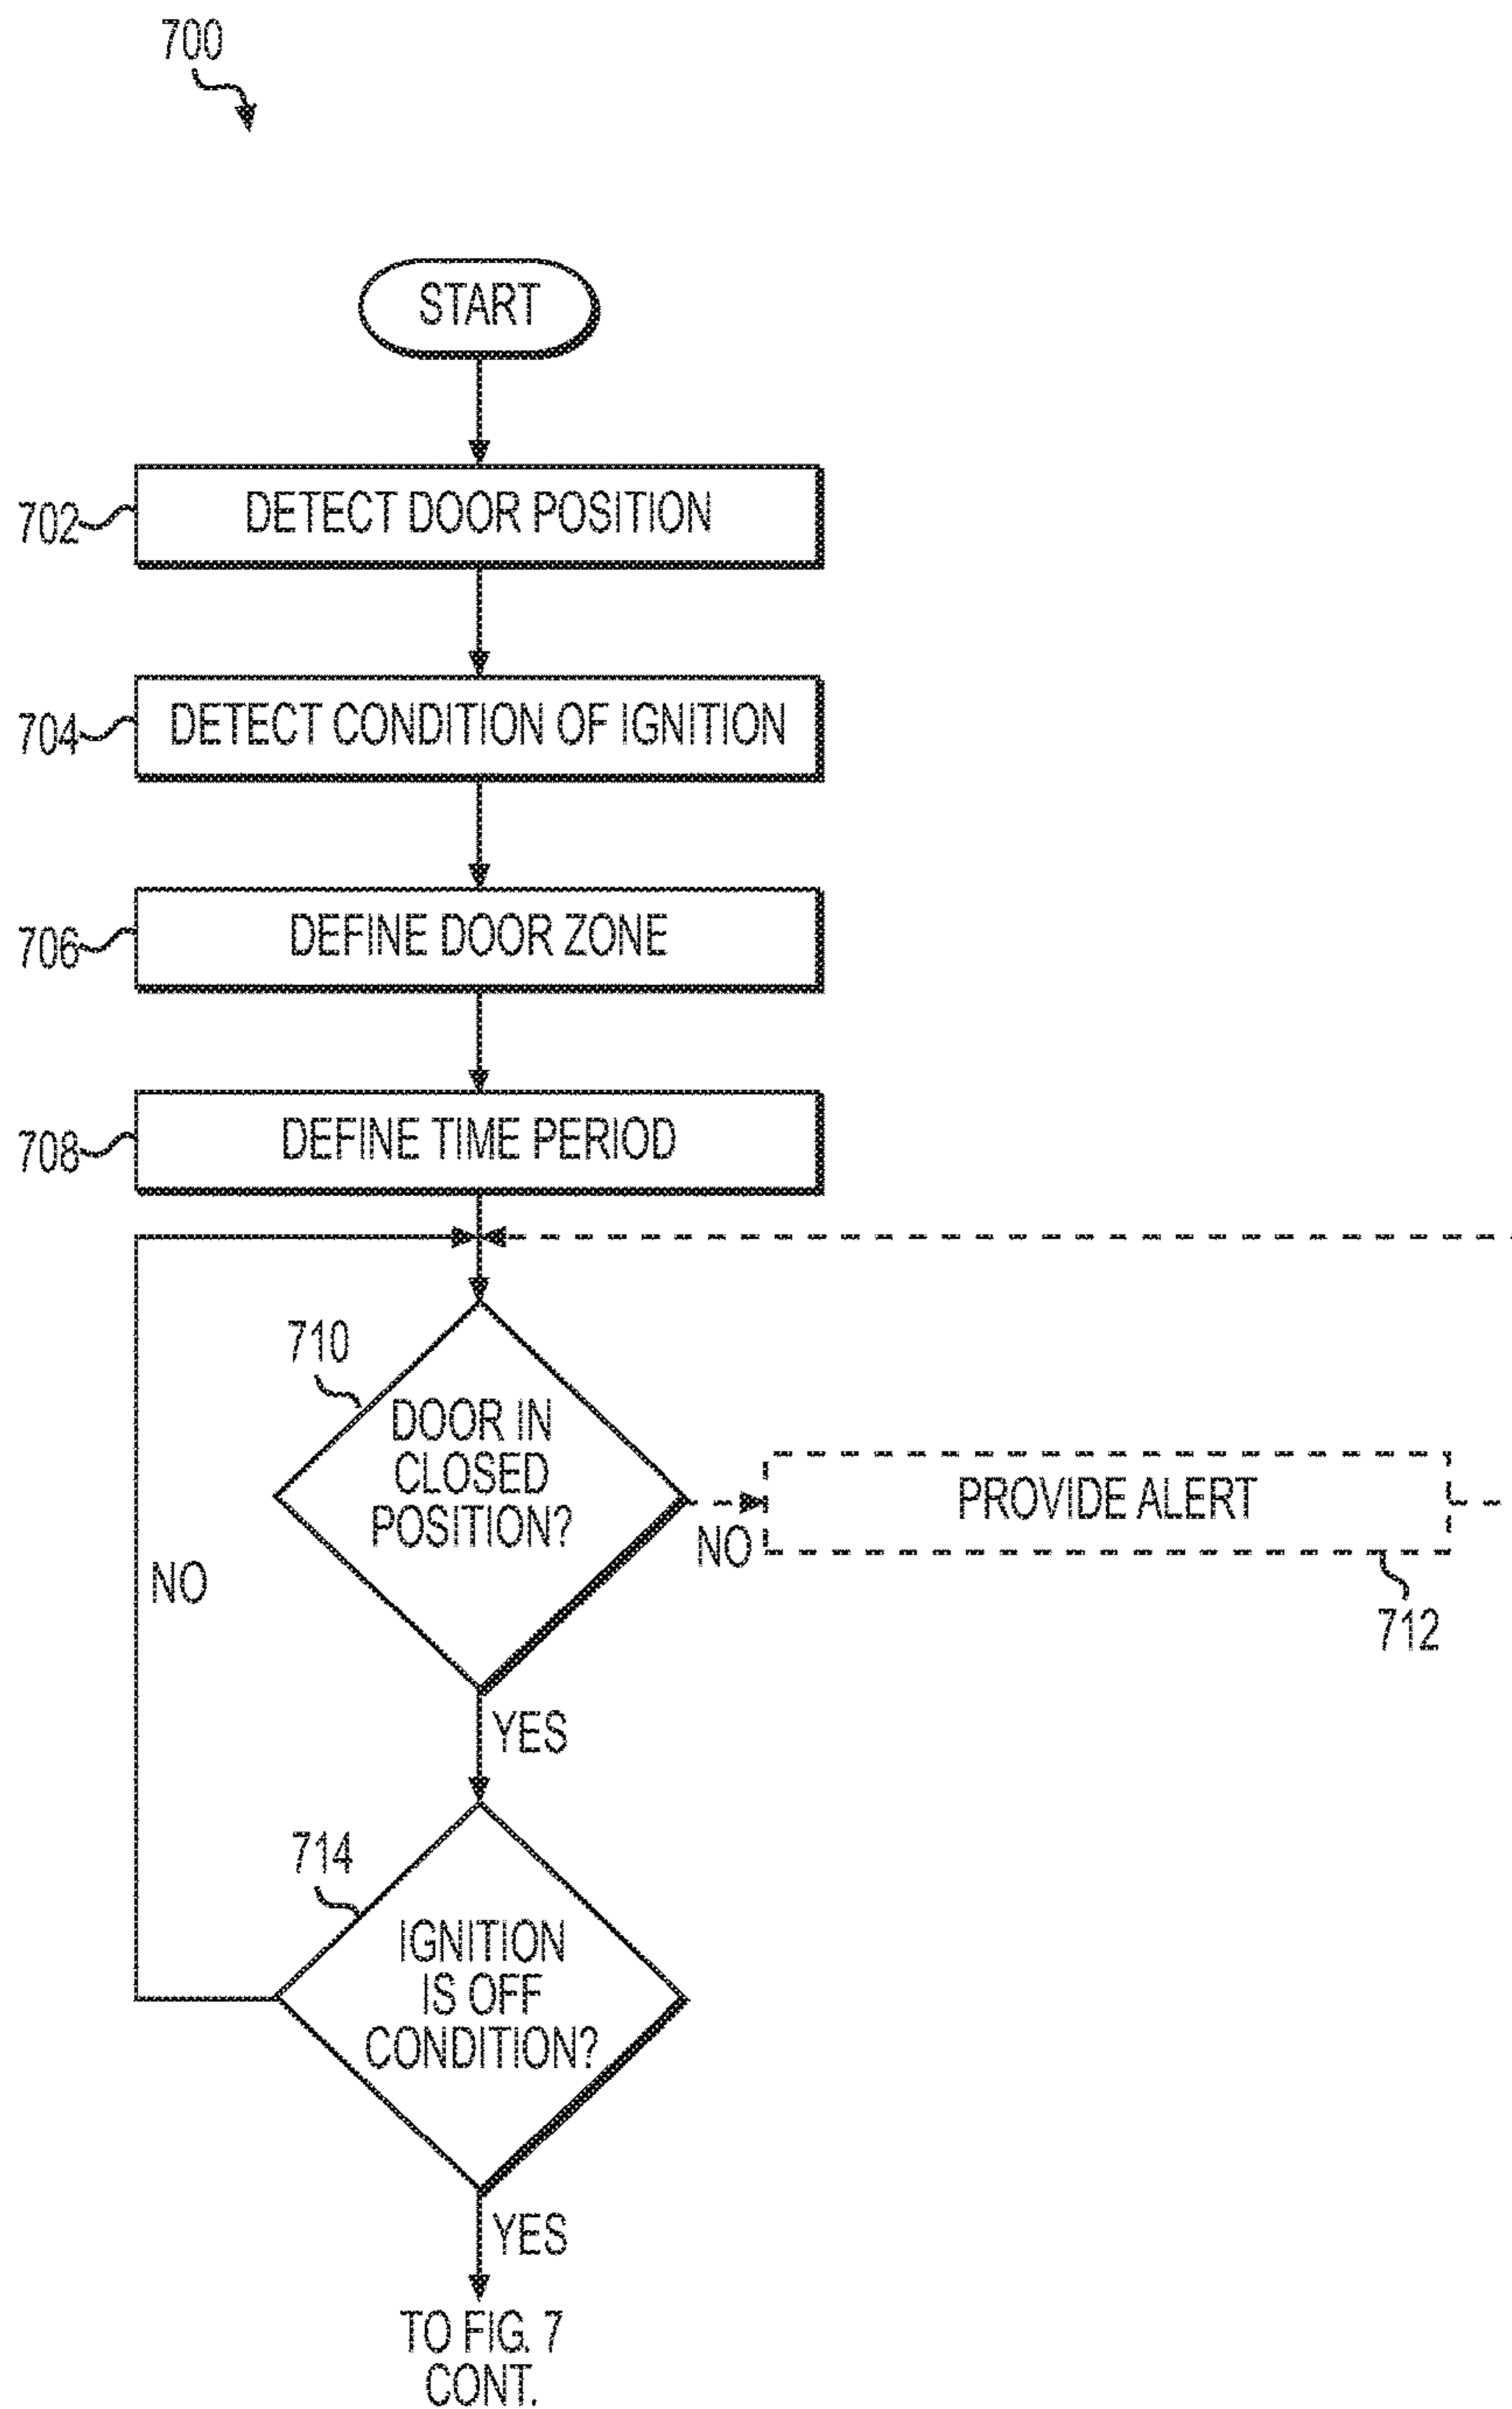 700
START
702
DETECT DOOR POSITION
704
DETECT CONDITION OF IGNITION
706
DEFINE DOOR ZONE
708
DEFINE TIME PERIOD
710
DOOR IN
CLOSED
POSITION?
NO
PROVIDE ALERT
712
NO
YES
714
IGNITION
IS OFF
CONDITION?
YES
TO FIG. 7
CONT.